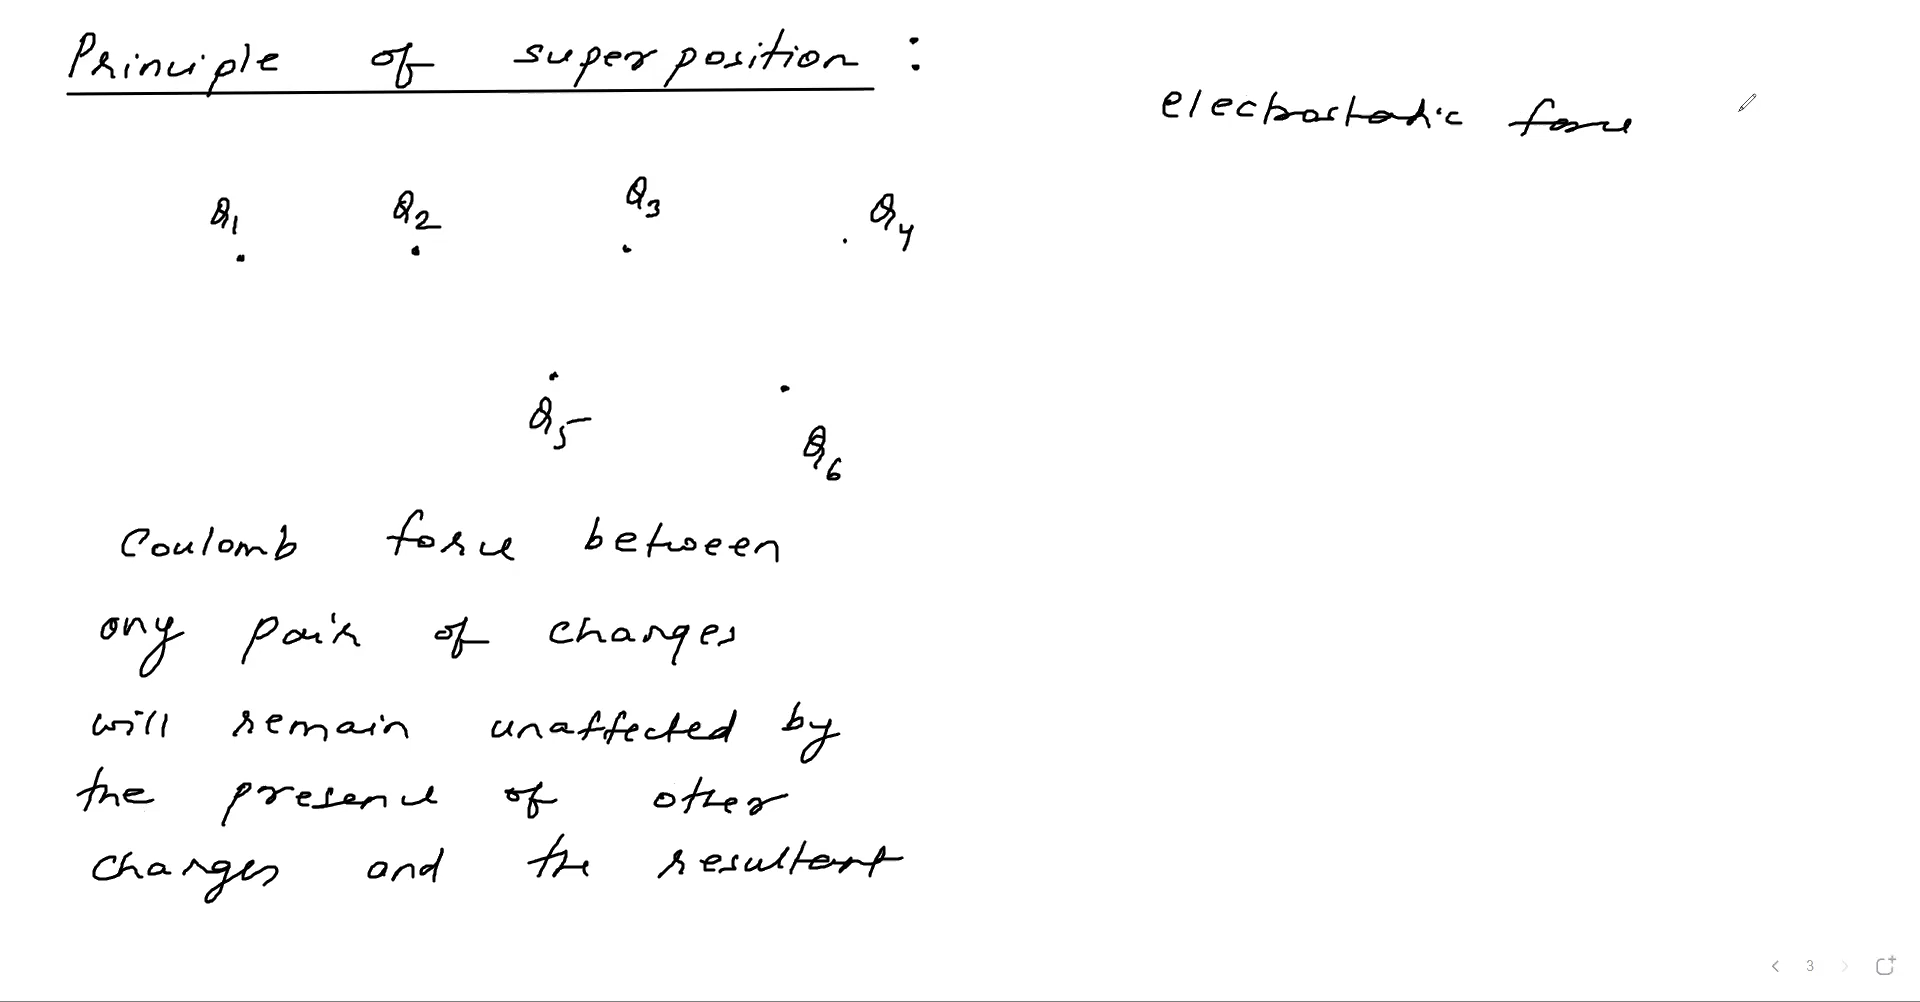 Principle of superposition :
Q1 Q2 Q3 Q4
Q5 Q6
Coulomb force between
any pair of charges
will remain unaffected by
the presence of other
charges and the resultant
electrostatic force
3